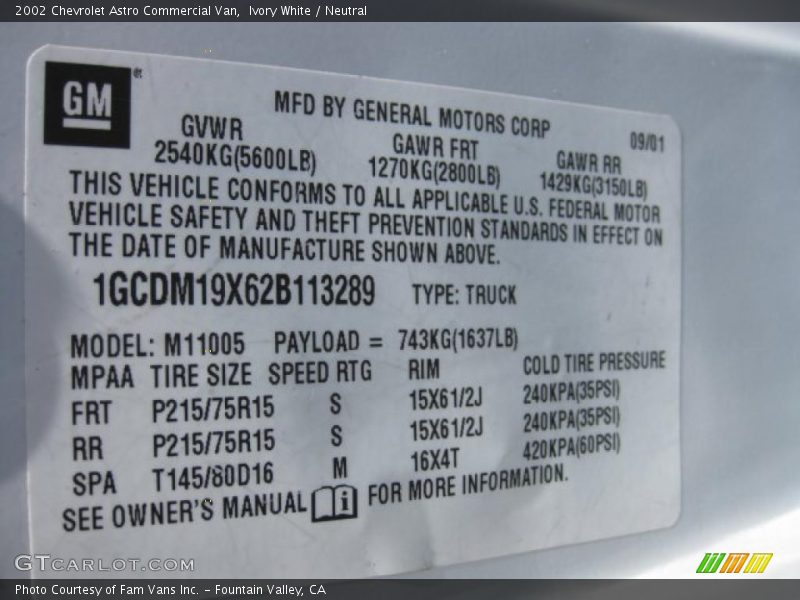 2002 Chevrolet Astro Commercial Van, Ivory White / Neutral
GM®
MFD BY GENERAL MOTORS CORP
09/01
GVWR GAWR FRT GAWR RR
2540KG(5600LB) 1270KG(2800LB) 1429KG(3150LB)
THIS VEHICLE CONFORMS TO ALL APPLICABLE U.S. FEDERAL MOTOR
VEHICLE SAFETY AND THEFT PREVENTION STANDARDS IN EFFECT ON
THE DATE OF MANUFACTURE SHOWN ABOVE.
1GCDM19X62B113289 TYPE: TRUCK
MODEL: M11005 PAYLOAD = 743KG(1637LB)
MPAA TIRE SIZE SPEED RTG RIM COLD TIRE PRESSURE
FRT P215/75R15 S 15X61/2J 240KPA(35PSI)
RR P215/75R15 S 15X61/2J 240KPA(35PSI)
SPA T145/80D16 M 16X4T 420KPA(60PSI)
SEE OWNER'S MANUAL i FOR MORE INFORMATION.
GTCARLOT.COM
Photo Courtesy of Fam Vans Inc. - Fountain Valley, CA